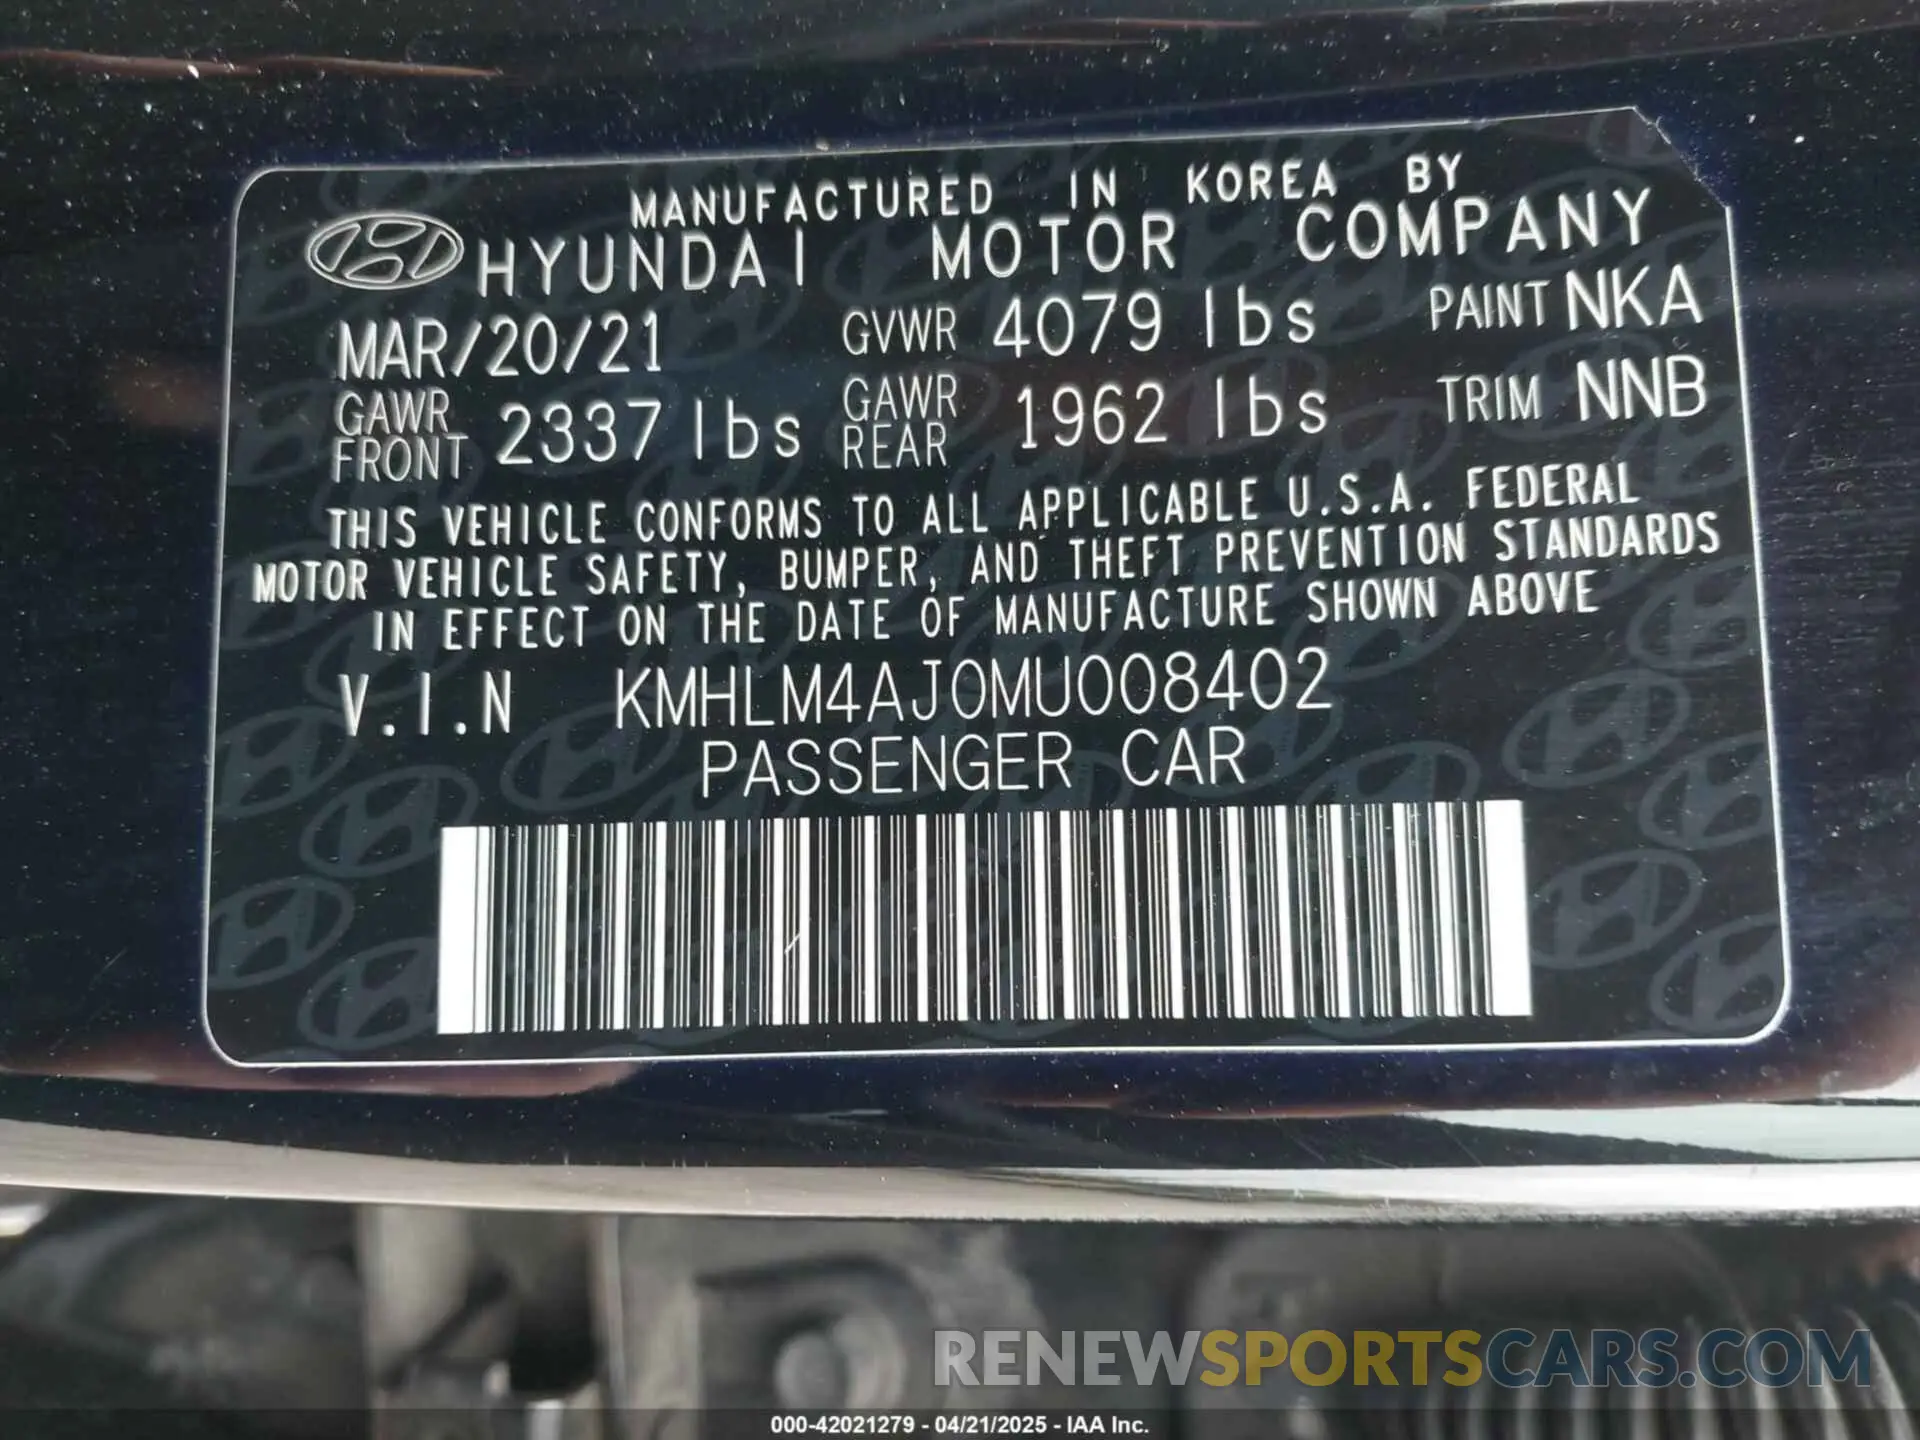 MANUFACTURED IN KOREA BY
HYUNDAI MOTOR COMPANY
MAR/20/21 GVWR 4079 lbs PAINT NKA
GAWR FRONT 2337 lbs GAWR REAR 1962 lbs TRIM NNB
THIS VEHICLE CONFORMS TO ALL APPLICABLE U.S.A. FEDERAL
MOTOR VEHICLE SAFETY, BUMPER, AND THEFT PREVENTION STANDARDS
IN EFFECT ON THE DATE OF MANUFACTURE SHOWN ABOVE
V.I.N KMHLM4AJ0MU008402
PASSENGER CAR
RENEWSPORTSCARS.COM
000-42021279 - 04/21/2025 - IAA Inc.